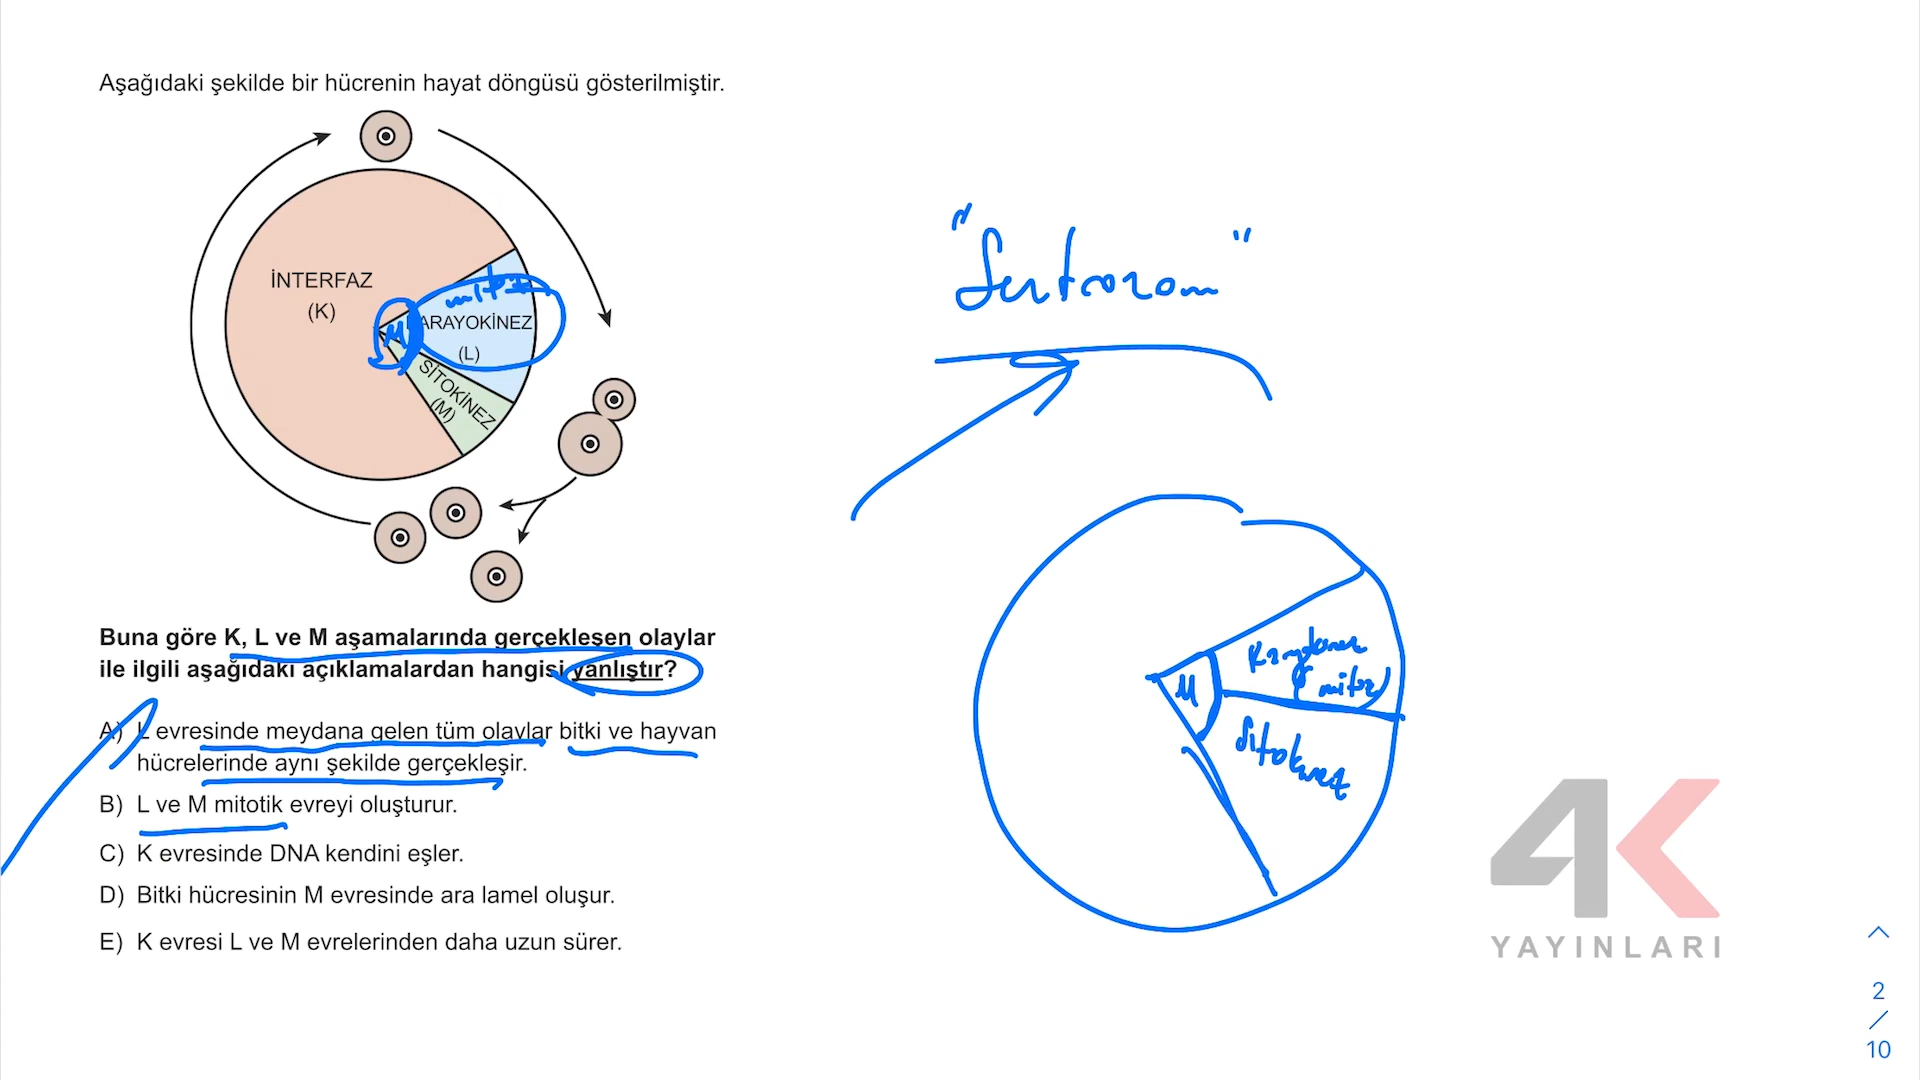 Aşağıdaki şekilde bir hücrenin hayat döngüsü gösterilmiştir.
İNTERFAZ
(K)
mitoz
M
KARAYOKİNEZ
(L)
SİTOKİNEZ
(M)
Buna göre K, L ve M aşamalarında gerçekleşen olaylar
ile ilgili aşağıdaki açıklamalardan hangisi yanlıştır?
A) L evresinde meydana gelen tüm olaylar bitki ve hayvan
hücrelerinde aynı şekilde gerçekleşir.
B) L ve M mitotik evreyi oluşturur.
C) K evresinde DNA kendini eşler.
D) Bitki hücresinin M evresinde ara lamel oluşur.
E) K evresi L ve M evrelerinden daha uzun sürer.
"Sentrozom"
M
(mitoz)
Sitokinez
4K
YAYINLARI
2
/
10